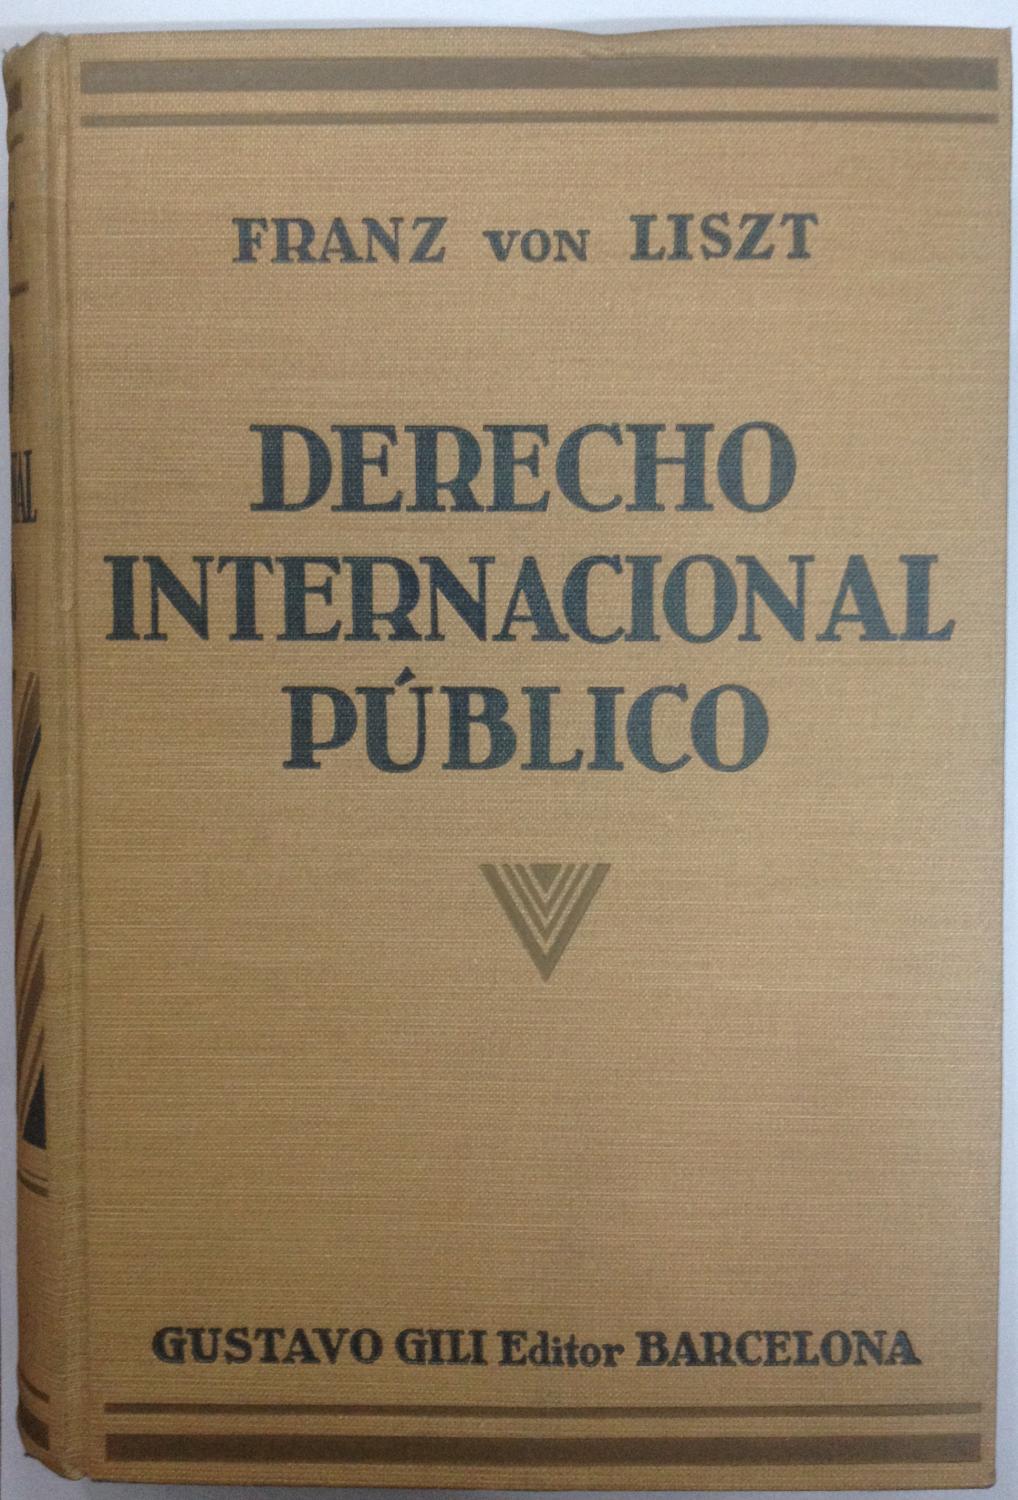 FRANZ VON LISZT
DERECHO
INTERNACIONAL
PÚBLICO
GUSTAVO GILI Editor BARCELONA